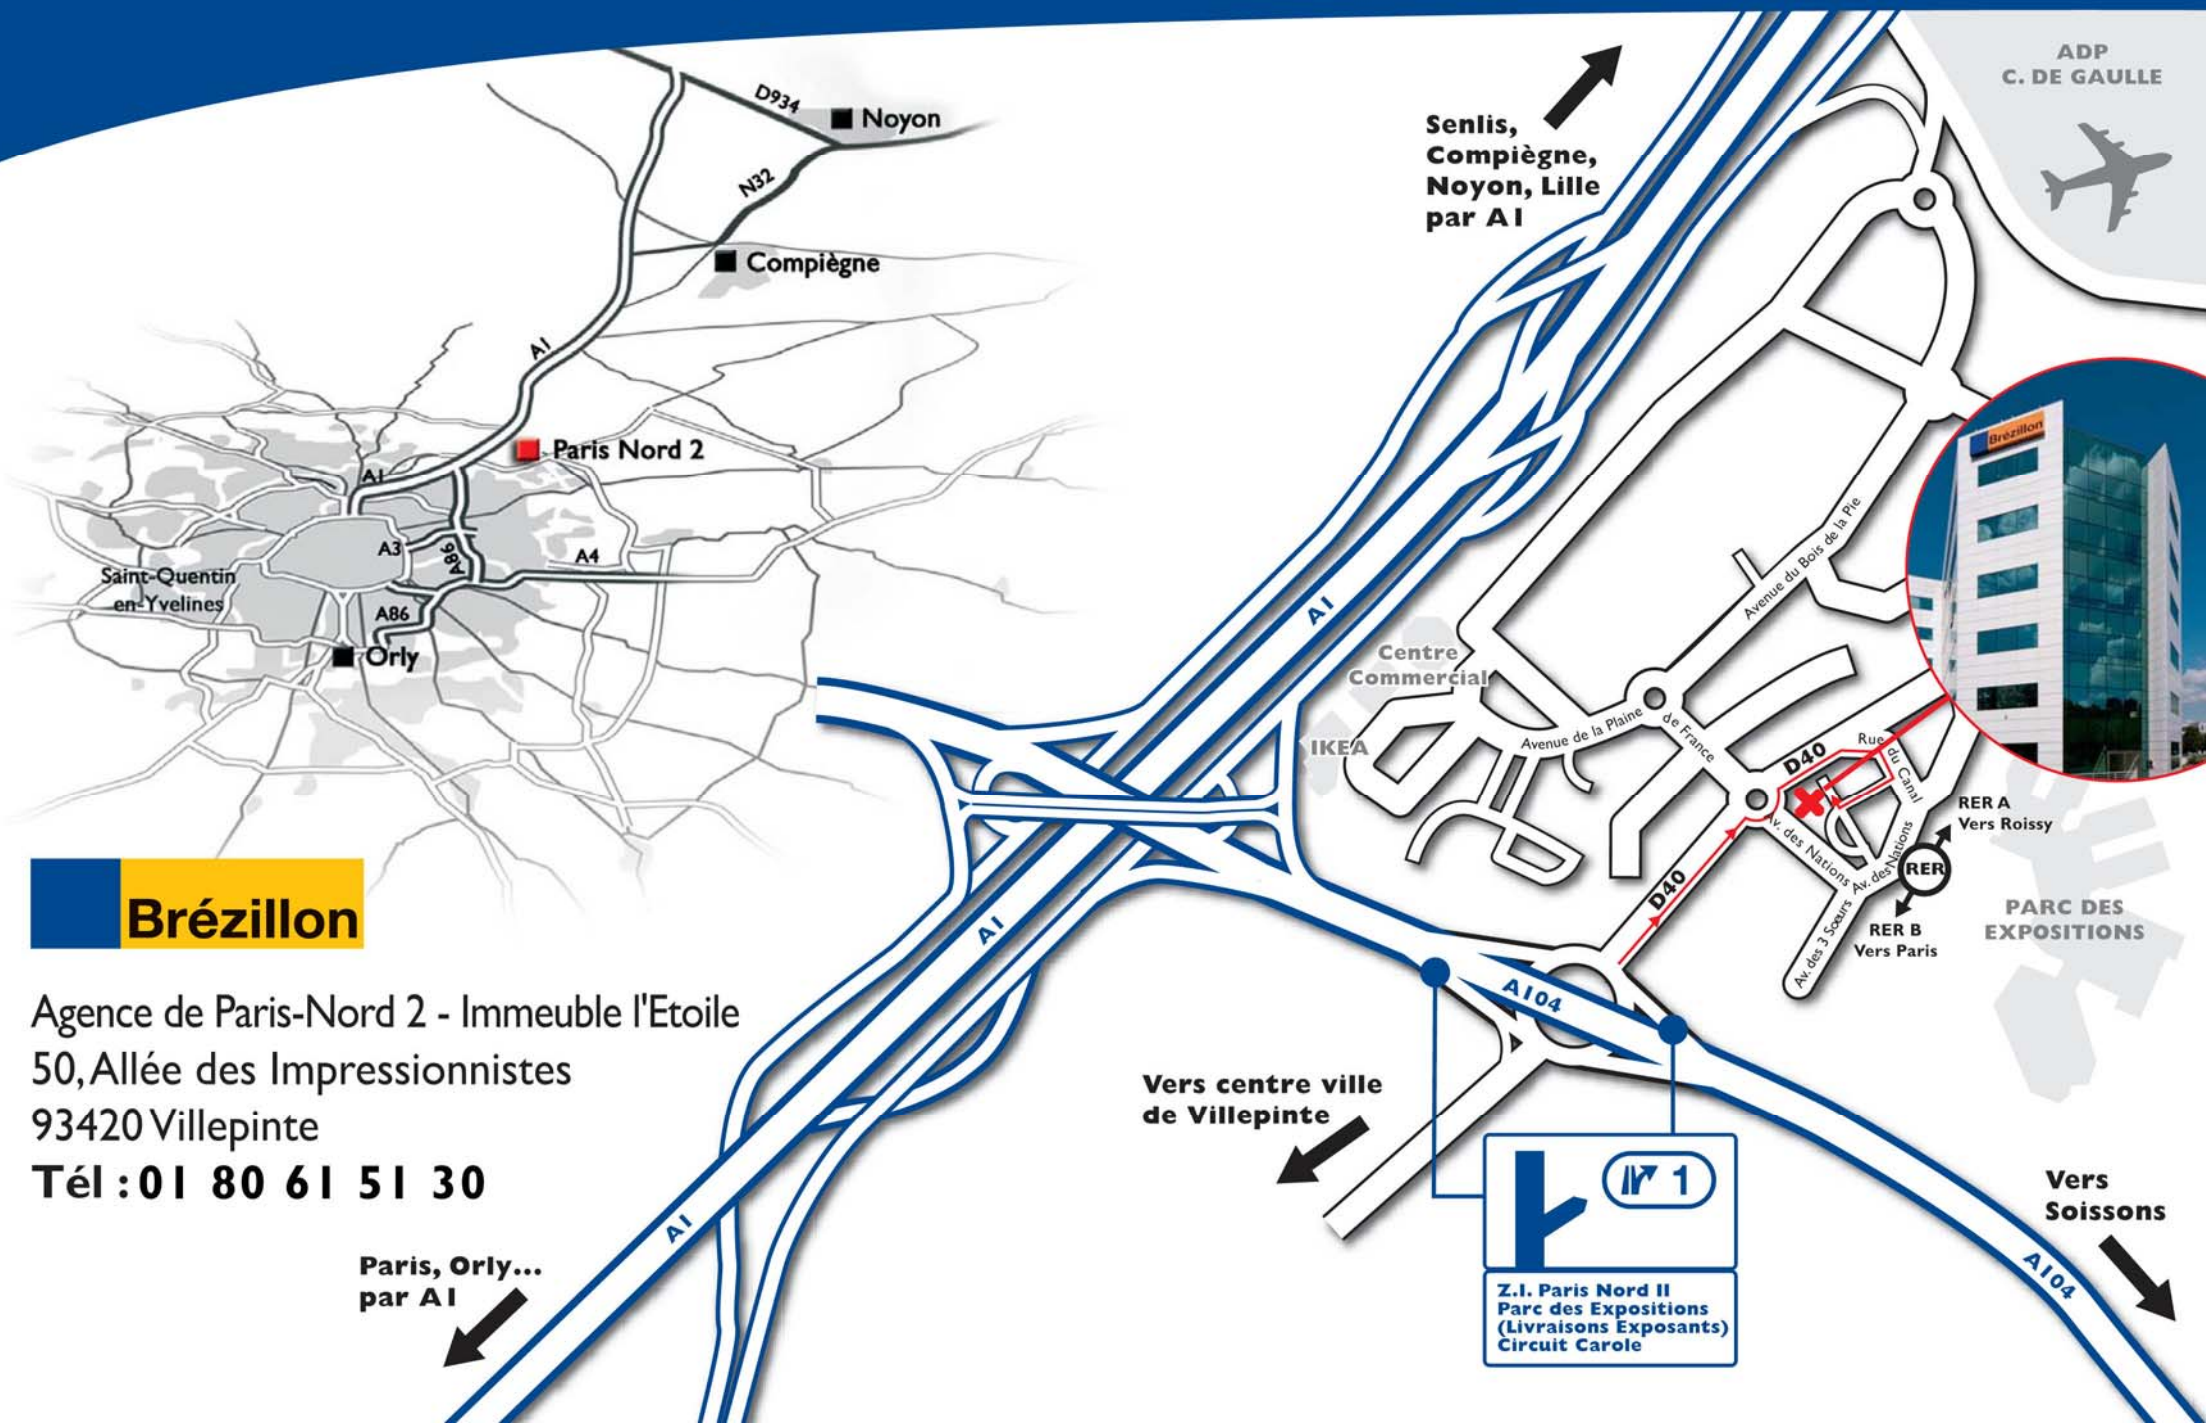 D934
Noyon
N32
Compiègne
A1
Paris Nord 2
A1
A3
A86
A4
Saint-Quentin
en-Yvelines
A86
Orly
Brézillon
Agence de Paris-Nord 2 - Immeuble l'Etoile
50, Allée des Impressionnistes
93420 Villepinte
Tél : 01 80 61 51 30
Paris, Orly...
par A1
A1
A1
A1
Senlis,
Compiègne,
Noyon, Lille
par A1
ADP
C. DE GAULLE
Brézillon
Avenue du Bois de la Pie
Centre
Commercial
IKEA
Avenue de la Plaine
de France
D40
Rue
du Canal
RER A
Vers Roissy
Av. des Nations
Av. des Nations
RER
D40
RER B
Vers Paris
Av. des 3 Soeurs
PARC DES
EXPOSITIONS
A104
Vers centre ville
de Villepinte
1
Z.I. Paris Nord II
Parc des Expositions
(Livraisons Exposants)
Circuit Carole
Vers
Soissons
A104